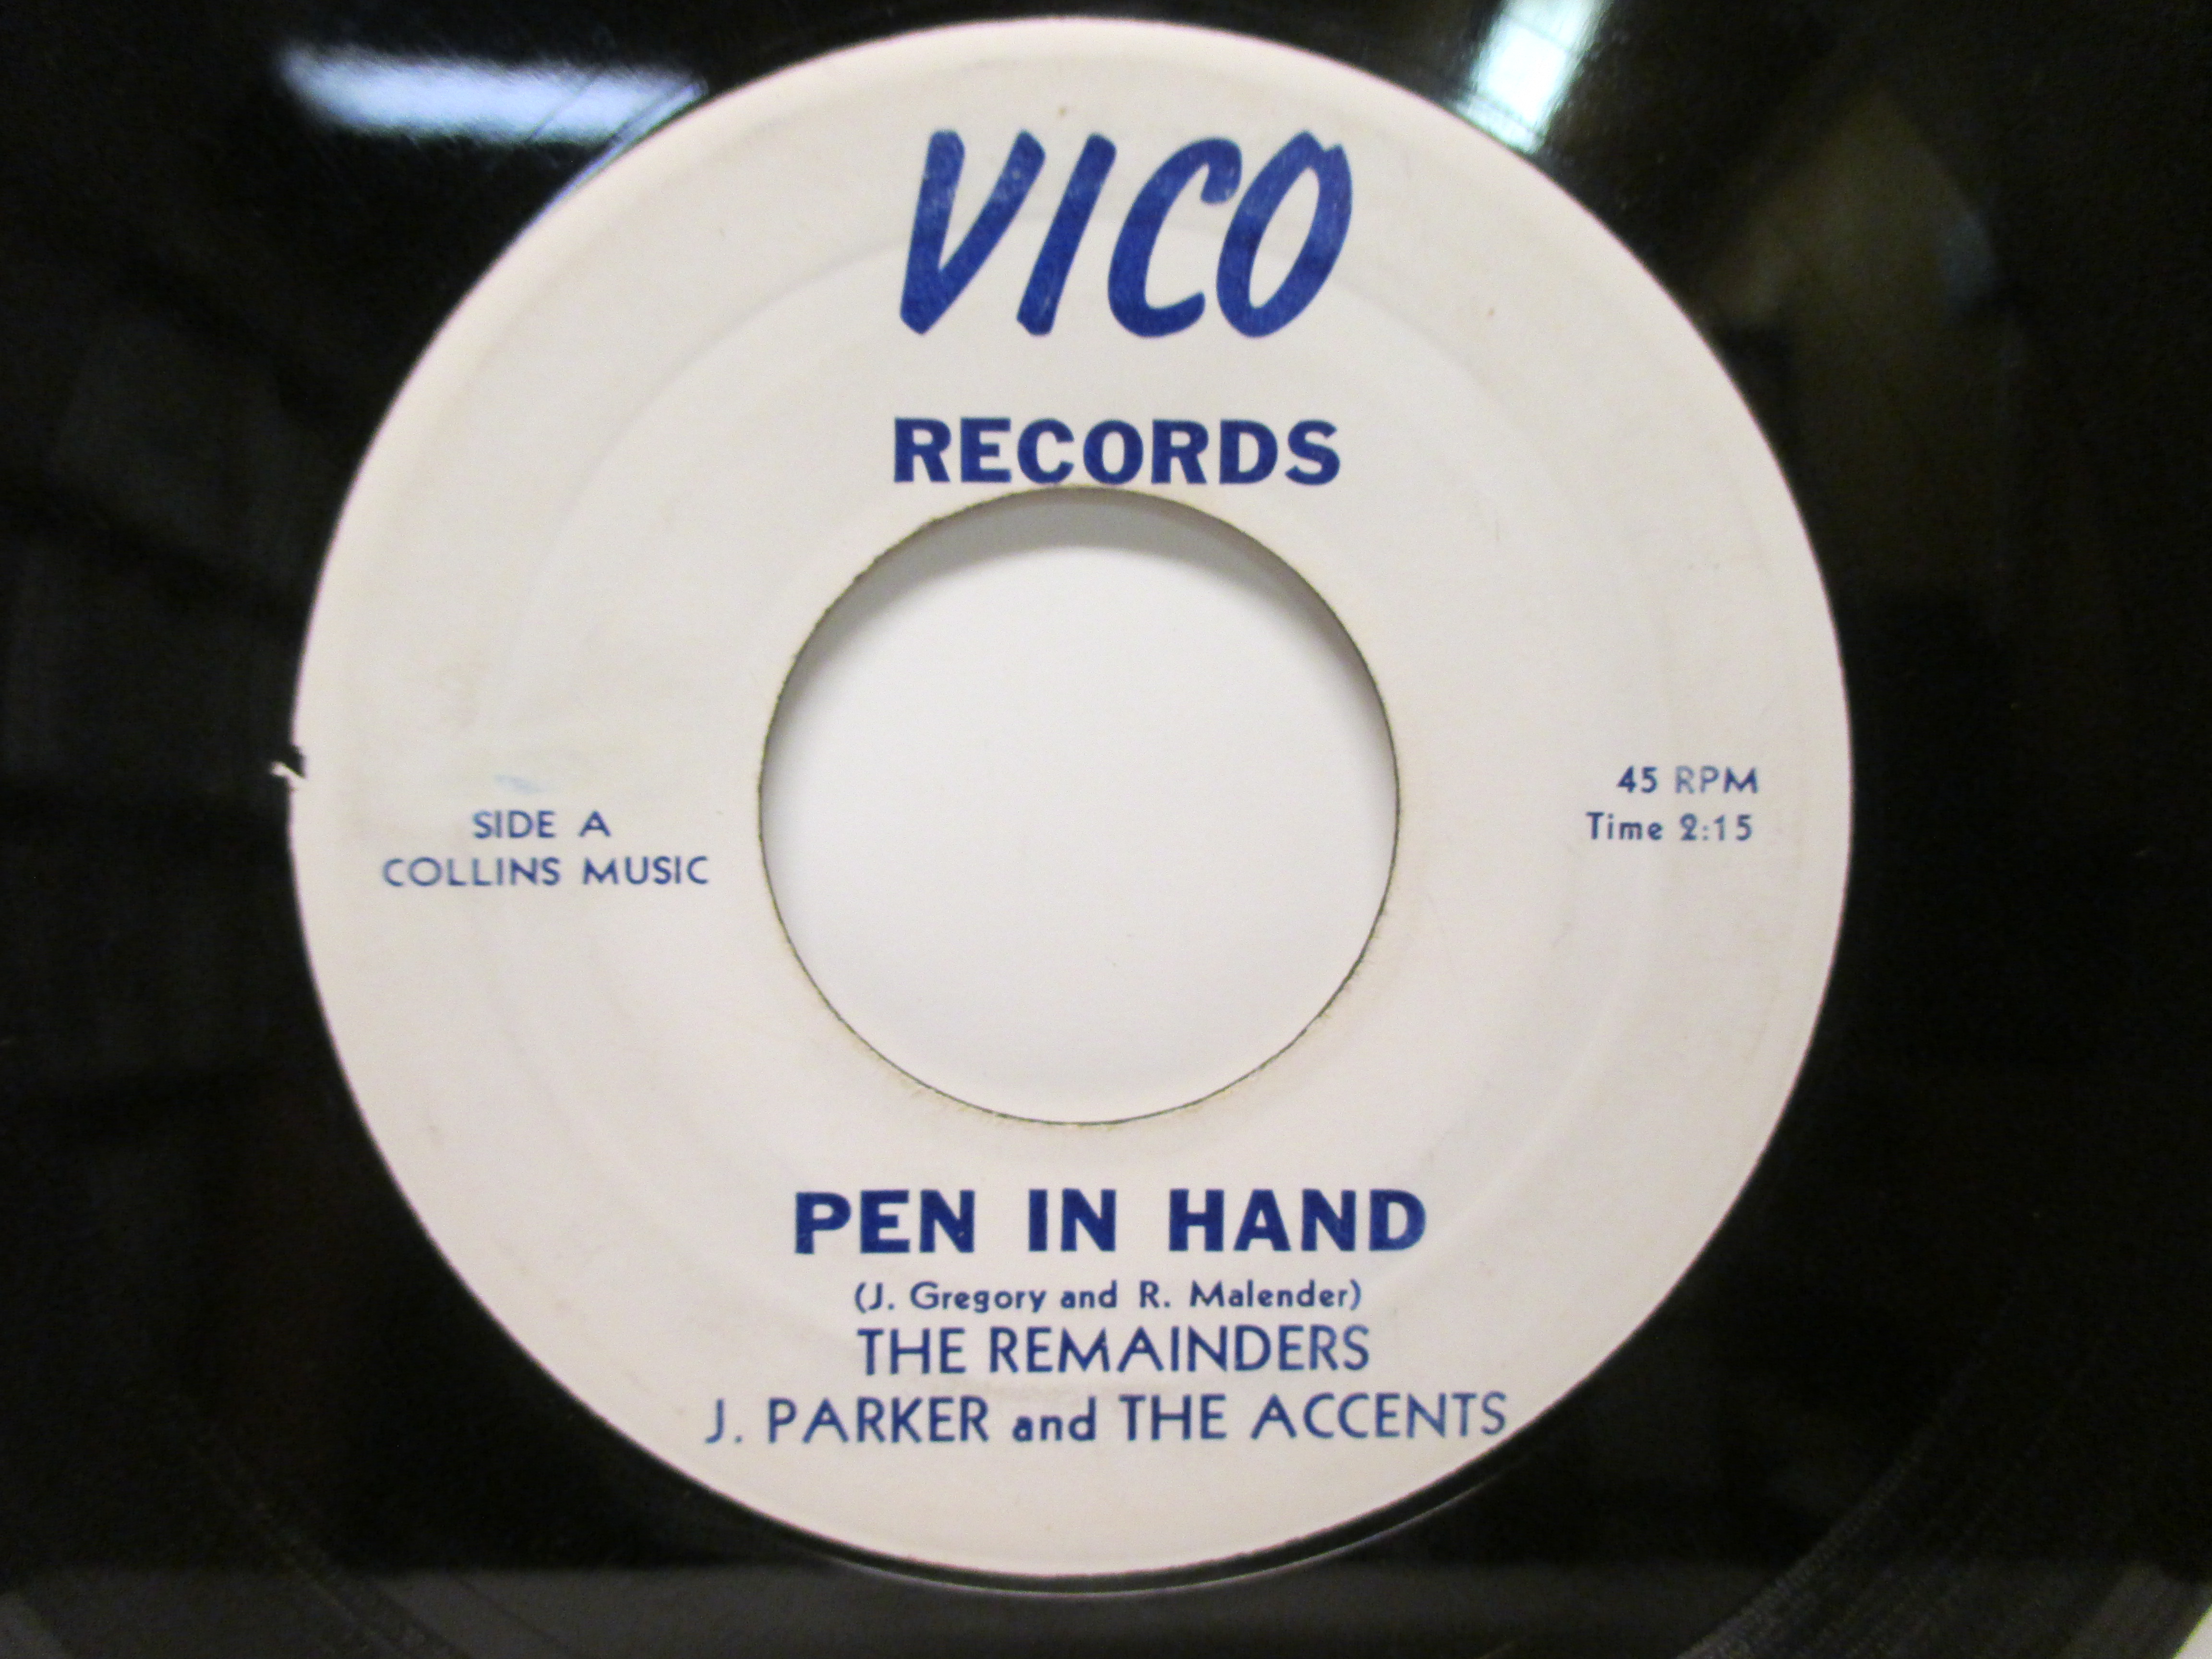 VICO
RECORDS
SIDE A
COLLINS MUSIC
45 RPM
Time 2:15
PEN IN HAND
(J. Gregory and R. Malender)
THE REMAINDERS
J. PARKER and THE ACCENTS